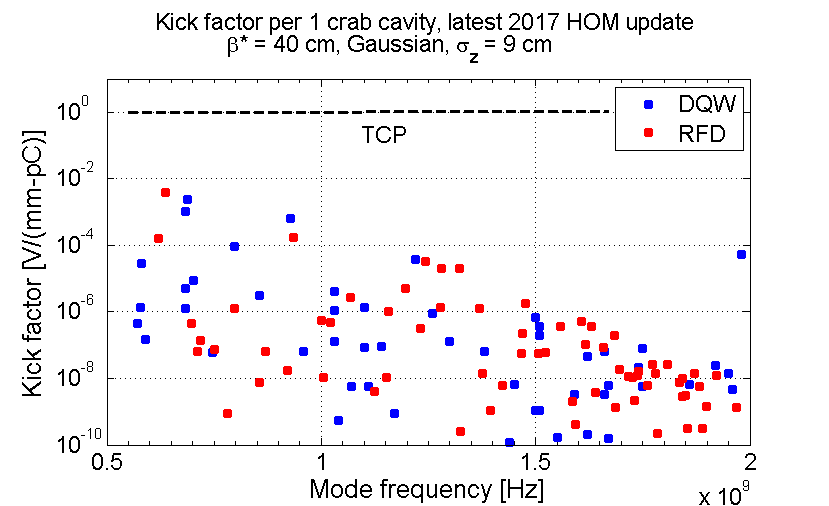 Kick factor per 1 crab cavity, latest 2017 HOM update
β* = 40 cm, Gaussian, σz = 9 cm
DQW
RFD
TCP
Kick factor [V/(mm-pC)]
10^0
10^-2
10^-4
10^-6
10^-8
10^-10
0.5 1 1.5 2
Mode frequency [Hz]
x 10^9